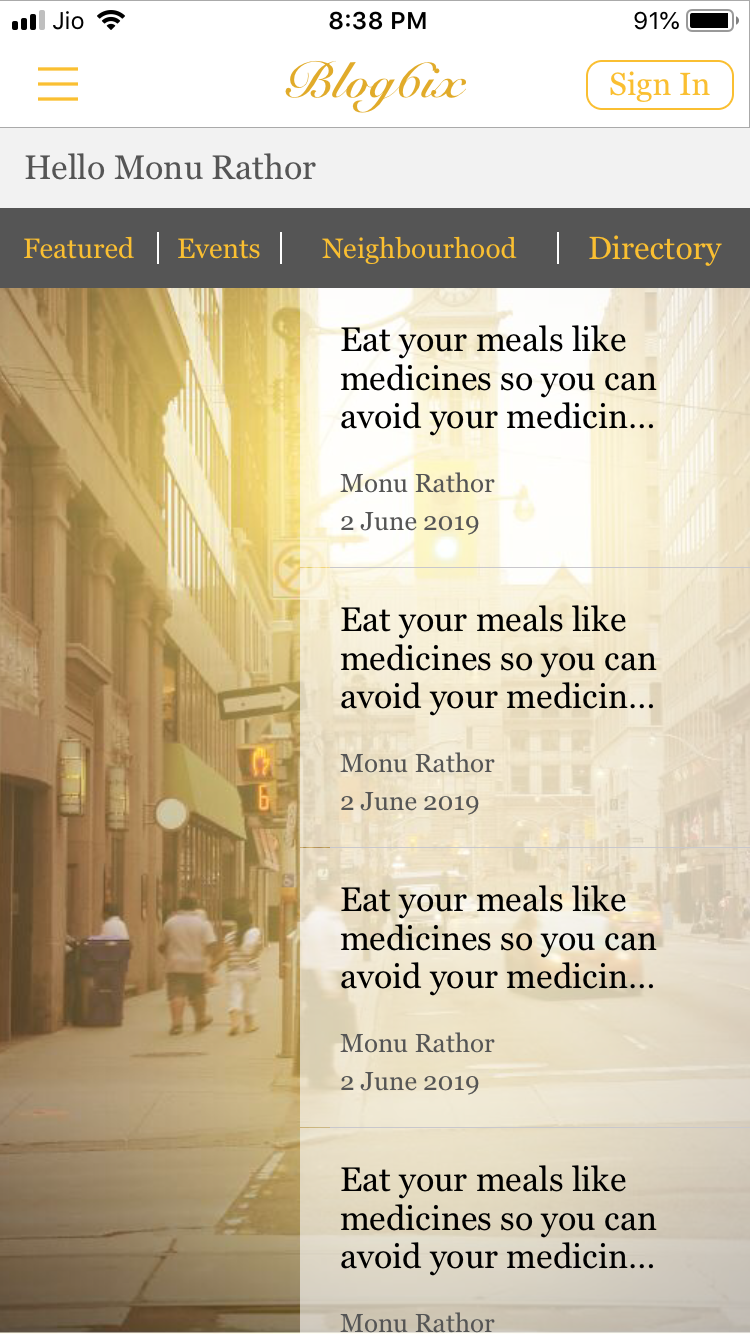 Jio 8:38 PM 91%
Blog6ix Sign In
Hello Monu Rathor
Featured Events Neighbourhood Directory
Eat your meals like
medicines so you can
avoid your medicin...
Monu Rathor
2 June 2019
Eat your meals like
medicines so you can
avoid your medicin...
Monu Rathor
2 June 2019
Eat your meals like
medicines so you can
avoid your medicin...
Monu Rathor
2 June 2019
Eat your meals like
medicines so you can
avoid your medicin...
Monu Rathor